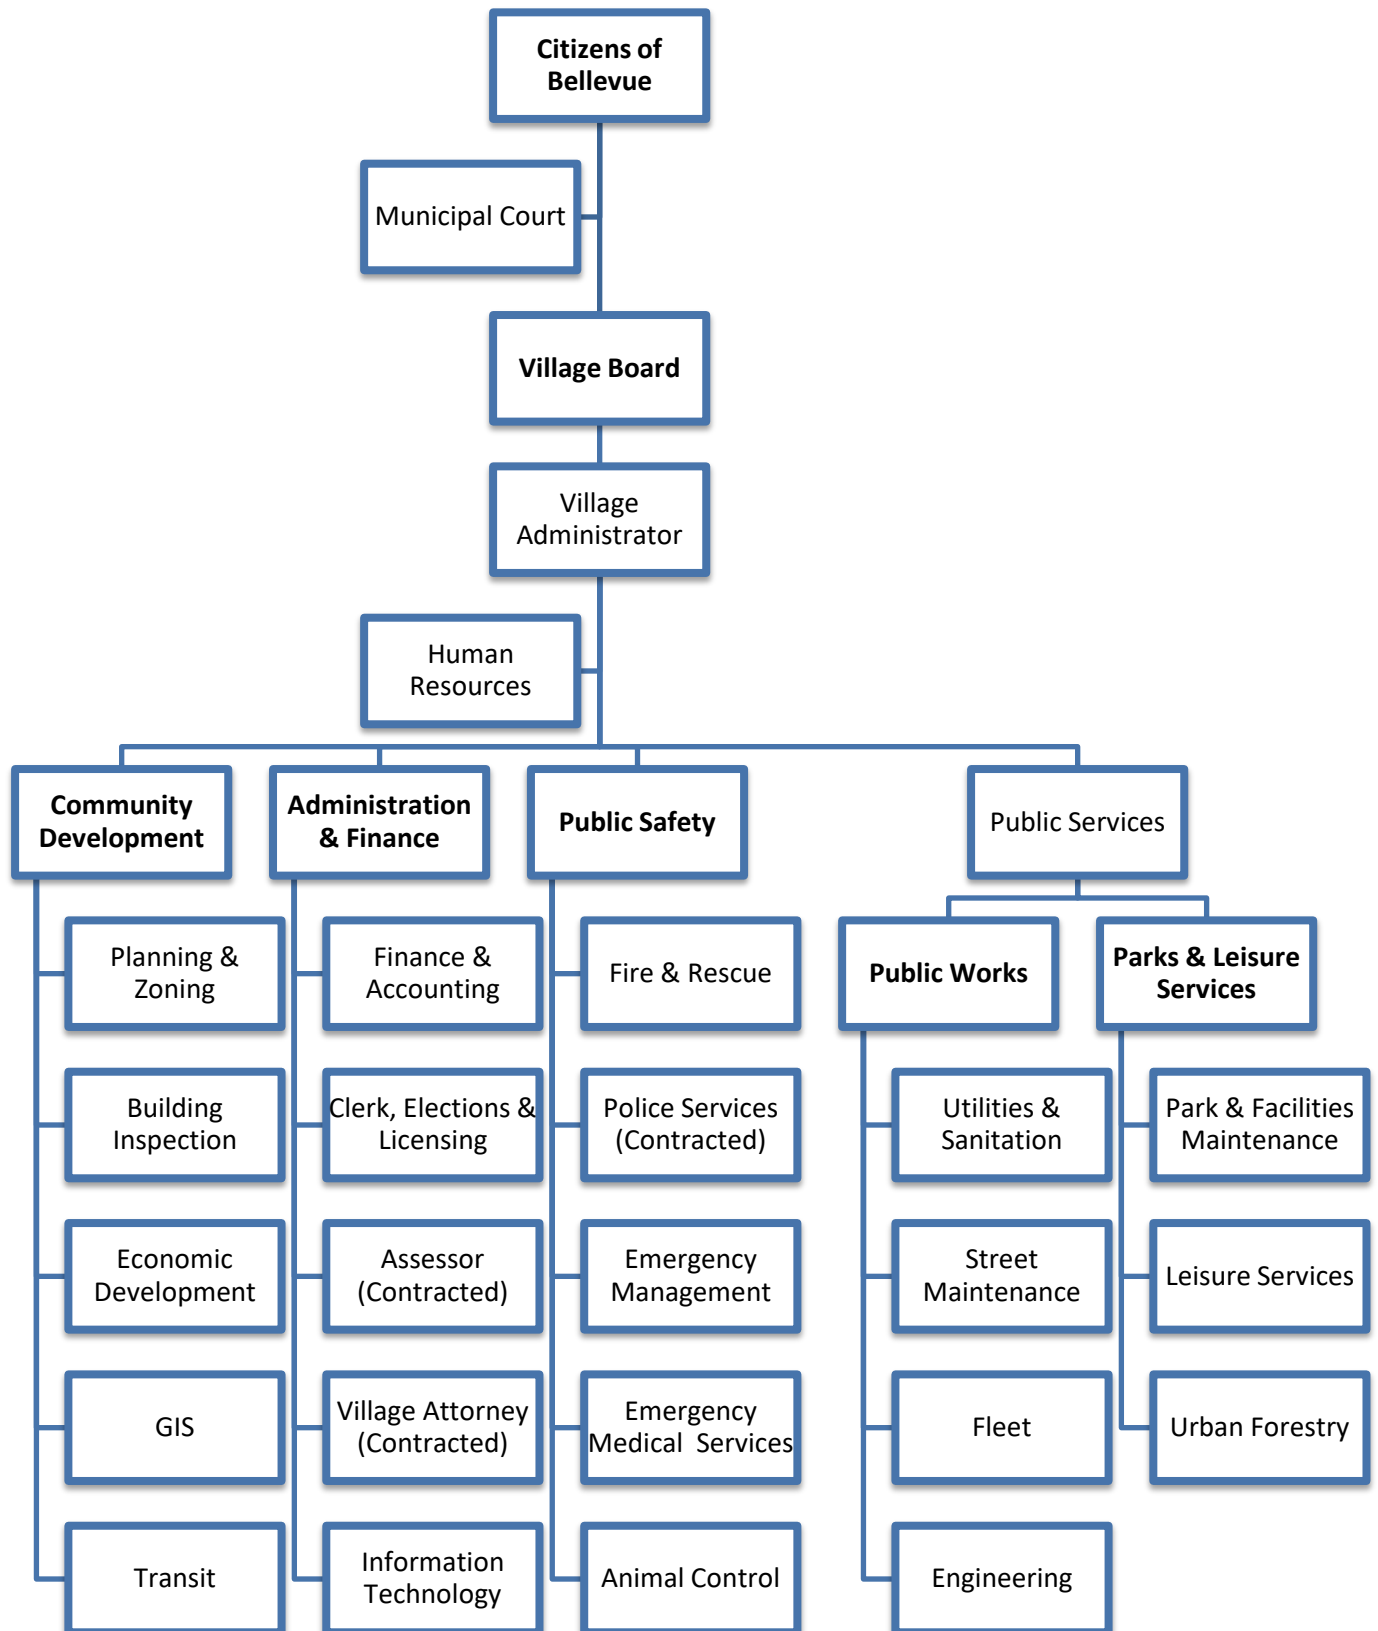 Citizens of
Bellevue
Municipal Court
Village Board
Village
Administrator
Human
Resources
Community
Development
Administration
& Finance
Public Safety
Public Services
Planning &
Zoning
Finance &
Accounting
Fire & Rescue
Public Works
Parks & Leisure
Services
Building
Inspection
Clerk, Elections &
Licensing
Police Services
(Contracted)
Utilities &
Sanitation
Park & Facilities
Maintenance
Economic
Development
Assessor
(Contracted)
Emergency
Management
Street
Maintenance
Leisure Services
GIS
Village Attorney
(Contracted)
Emergency
Medical  Services
Fleet
Urban Forestry
Transit
Information
Technology
Animal Control
Engineering